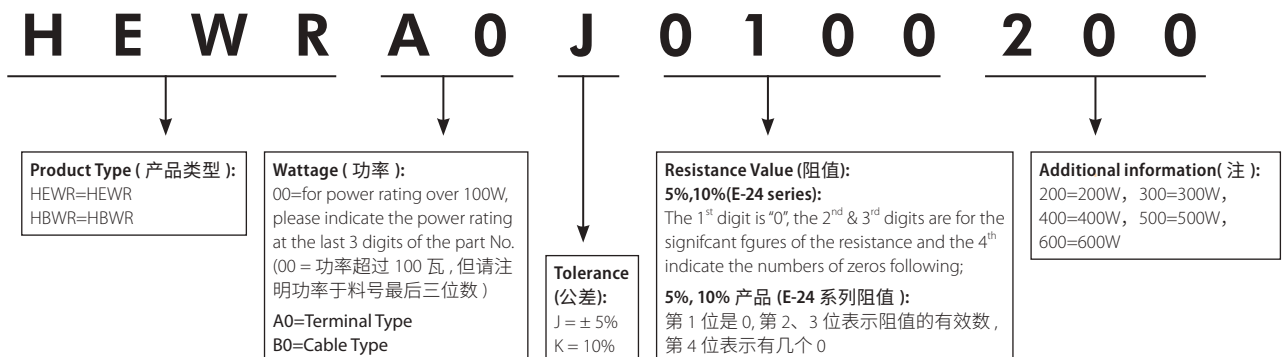 H E W R A 0 J 0 1 0 0 2 0 0
Product Type ( 产品类型 ):
HEWR=HEWR
HBWR=HBWR
Wattage ( 功率 ):
00=for power rating over 100W,
please indicate the power rating
at the last 3 digits of the part No.
(00 = 功率超过 100 瓦 , 但请注
明功率于料号最后三位数 )
A0=Terminal Type
B0=Cable Type
Tolerance
(公差):
J = ± 5%
K = 10%
Resistance Value (阻值):
5%,10%(E-24 series):
The 1st digit is "0", the 2nd & 3rd digits are for the
signifcant fgures of the resistance and the 4th
indicate the numbers of zeros following;
5%, 10% 产品 (E-24 系列阻值 ):
第 1 位是 0, 第 2、3 位表示阻值的有效数 ,
第 4 位表示有几个 0
Additional information( 注 ):
200=200W，300=300W，
400=400W，500=500W，
600=600W